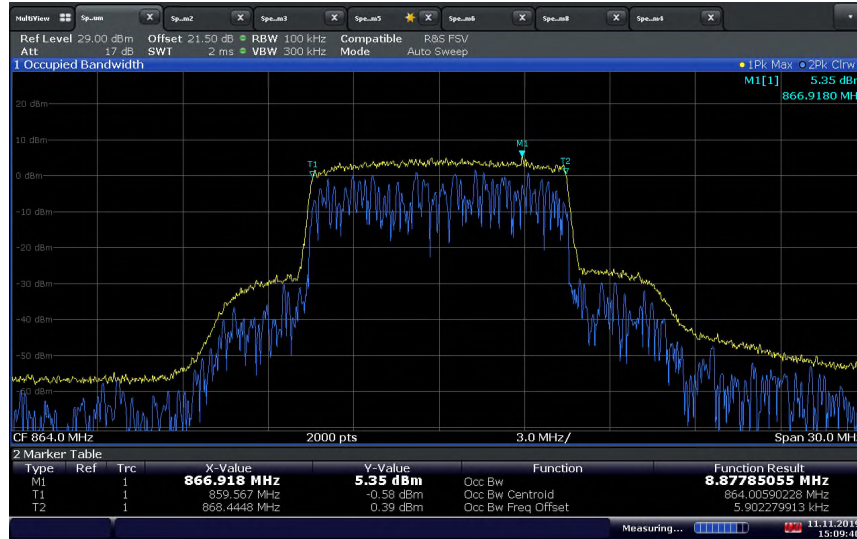 MultiView Sp...um X Sp...m2 X Spe...m3 X Spe...m5 X Spe...m6 X Spe...m8 X Spe...m4 X
Ref Level 29.00 dBm Offset 21.50 dB RBW 100 kHz Compatible R&S FSV
Att 17 dB SWT 2 ms VBW 300 kHz Mode Auto Sweep
1 Occupied Bandwidth 1Pk Max 2Pk Clrw
M1[1] 5.35 dBm
866.9180 MH
20 dBm
10 dBm
M1
T1 T2
0 dBm
-10 dBm
-20 dBm
-30 dBm
-40 dBm
-50 dBm
-60 dBm
CF 864.0 MHz 2000 pts 3.0 MHz/ Span 30.0 MH
2 Marker Table
Type Ref Trc X-Value Y-Value Function Function Result
M1 1 866.918 MHz 5.35 dBm Occ Bw 8.87785055 MHz
T1 1 859.567 MHz -0.58 dBm Occ Bw Centroid 864.00590228 MHz
T2 1 868.4448 MHz 0.39 dBm Occ Bw Freq Offset 5.902279913 kHz
Measuring... 11.11.2019
15:09:46